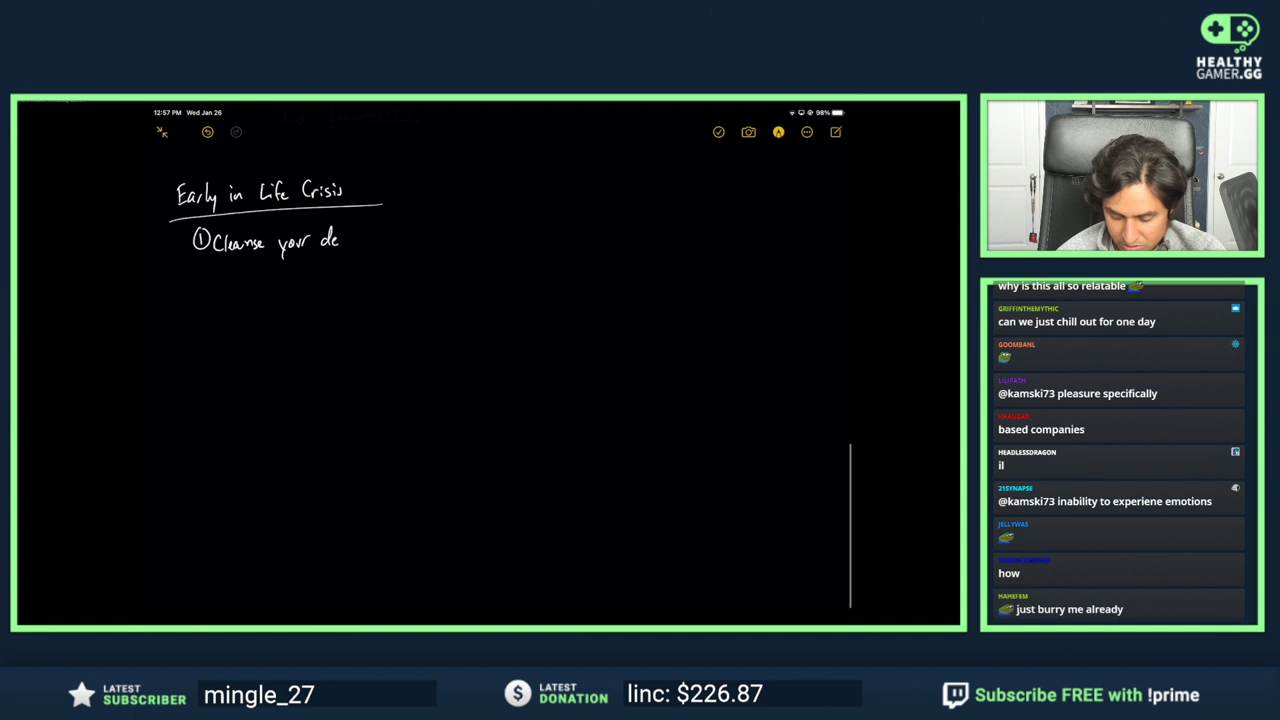 HEALTHY
GAMER.GG
12:57 PM Wed Jan 26
98%
Early in Life Crisis
① Cleanse your de
why is this all so relatable
GRIFFINTHEMYTHIC
can we just chill out for one day
GOOMBANL
LILIPATH
@kamski73 pleasure specifically
based companies
HEADLESSDRAGON
il
21SYNAPSE
@kamski73 inability to experiene emotions
JELLYWAS
how
HAHEFEM
just burry me already
LATEST
SUBSCRIBER
mingle_27
LATEST
DONATION
linc: $226.87
Subscribe FREE with !prime